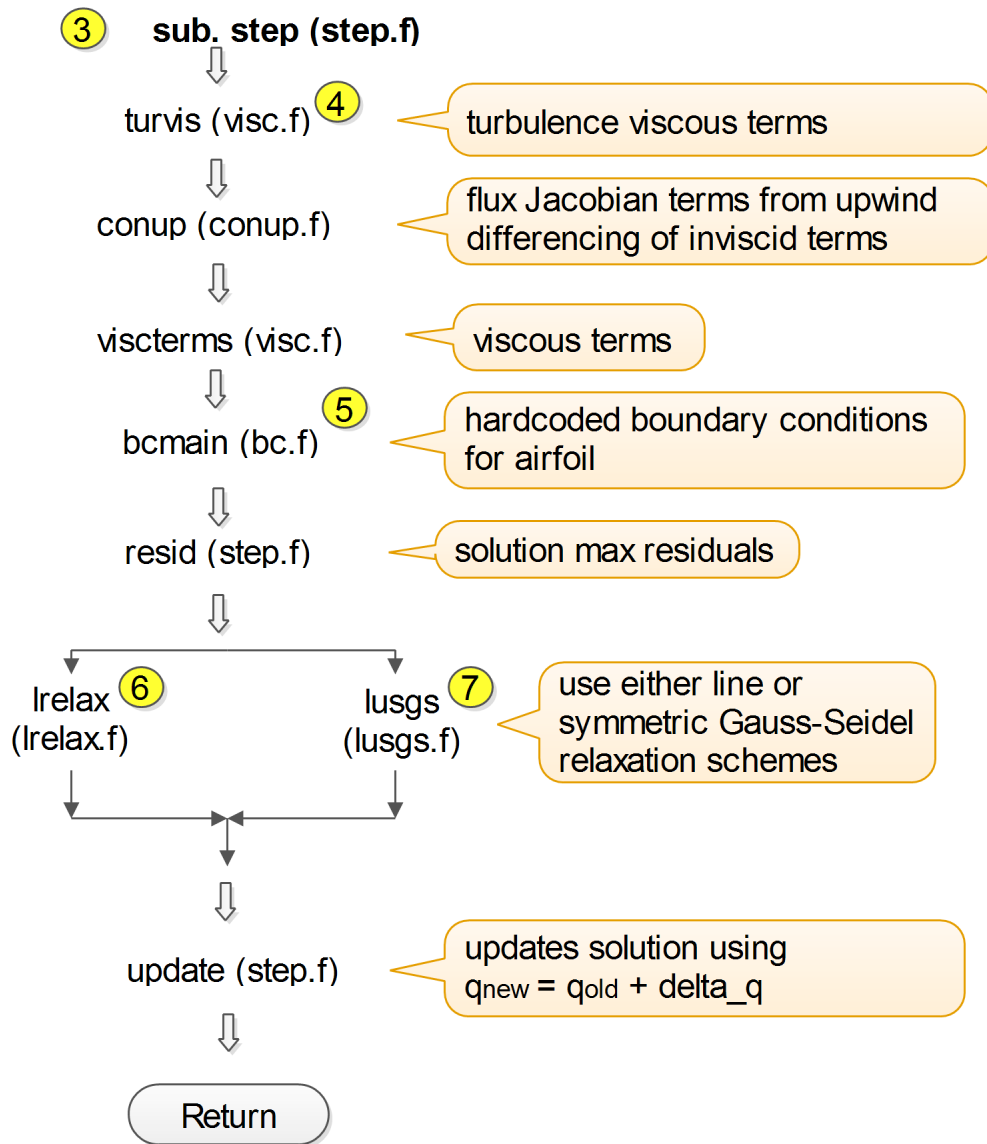 3 sub. step (step.f)
turvis (visc.f) 4
turbulence viscous terms
conup (conup.f)
flux Jacobian terms from upwind
differencing of inviscid terms
viscterms (visc.f)
viscous terms
bcmain (bc.f) 5
hardcoded boundary conditions
for airfoil
resid (step.f)
solution max residuals
lrelax 6
(lrelax.f)
lusgs 7
(lusgs.f)
use either line or
symmetric Gauss-Seidel
relaxation schemes
update (step.f)
updates solution using
qnew = qold + delta_q
Return